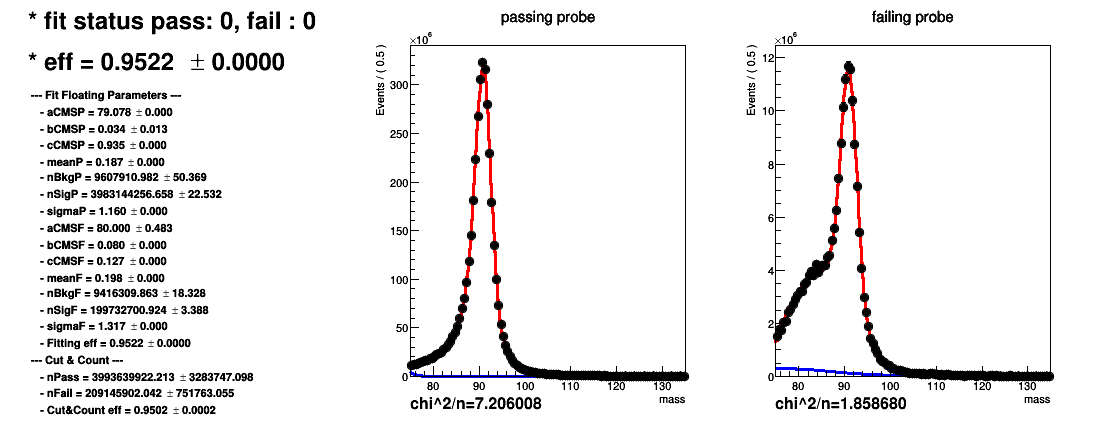 * fit status pass: 0, fail : 0
* eff = 0.9522 ± 0.0000
--- Fit Floating Parameters ---
- aCMSP = 79.078 ± 0.000
- bCMSP = 0.034 ± 0.013
- cCMSP = 0.935 ± 0.000
- meanP = 0.187 ± 0.000
- nBkgP = 9607910.982 ± 50.369
- nSigP = 3983144256.658 ± 22.532
- sigmaP = 1.160 ± 0.000
- aCMSF = 80.000 ± 0.483
- bCMSF = 0.080 ± 0.000
- cCMSF = 0.127 ± 0.000
- meanF = 0.198 ± 0.000
- nBkgF = 9416309.863 ± 18.328
- nSigF = 199732700.924 ± 3.388
- sigmaF = 1.317 ± 0.000
- Fitting eff = 0.9522 ± 0.0000
--- Cut & Count ---
- nPass = 3993639922.213 ± 3283747.098
- nFail = 209145902.042 ± 751763.055
- Cut&Count eff = 0.9502 ± 0.0002
passing probe
×10^6
Events / ( 0.5 )
300
250
200
150
100
50
0
80 90 100 110 120 130
mass
chi^2/n=7.206008
failing probe
×10^6
Events / ( 0.5 )
12
10
8
6
4
2
0
80 90 100 110 120 130
mass
chi^2/n=1.858680